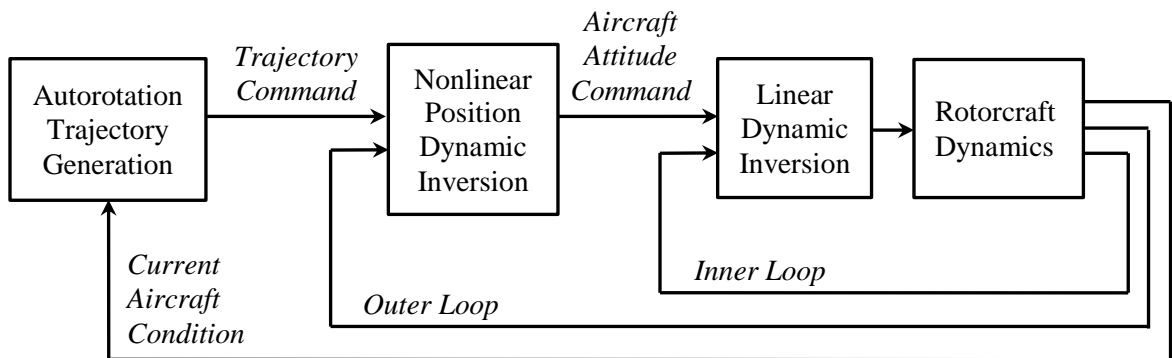 Autorotation
Trajectory
Generation
Trajectory
Command
Nonlinear
Position
Dynamic
Inversion
Aircraft
Attitude
Command
Linear
Dynamic
Inversion
Rotorcraft
Dynamics
Current
Aircraft
Condition
Outer Loop
Inner Loop